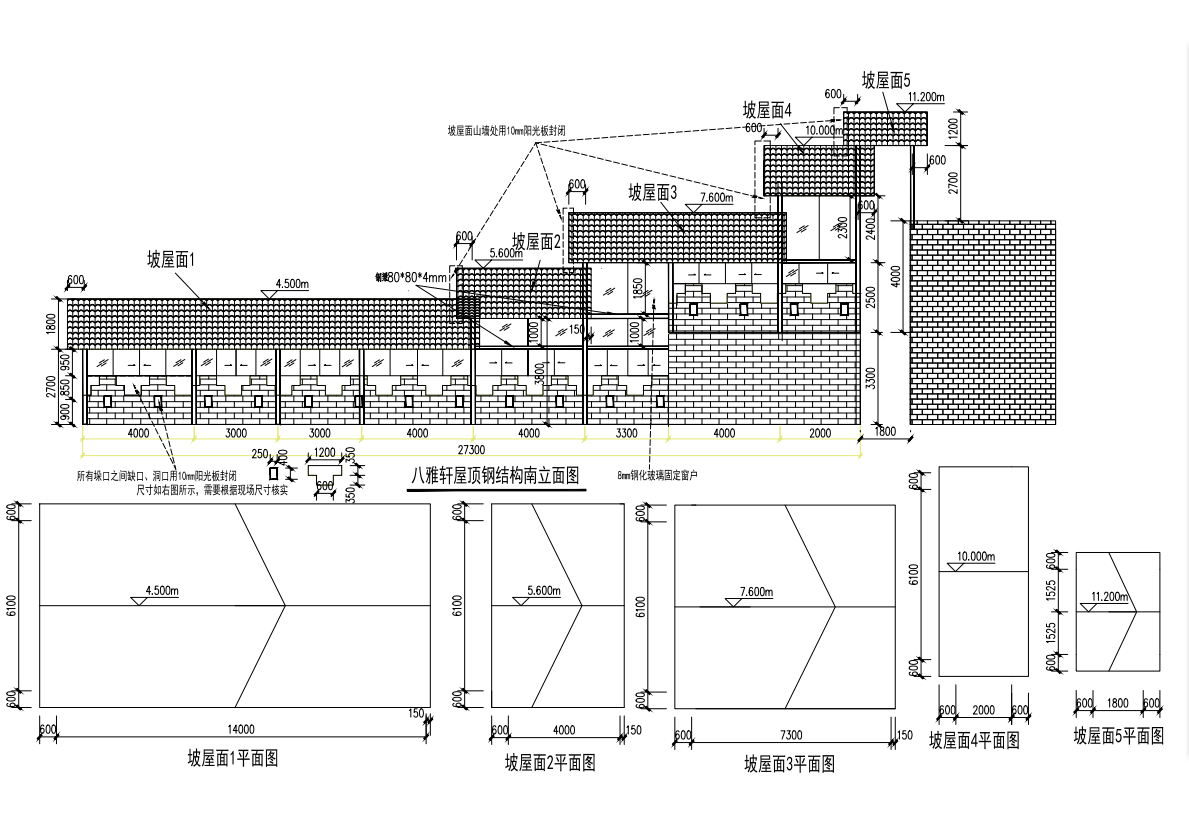 坡屋面5
600
11.200m
坡屋面4
600
10.000m
1200
坡屋面山墙处用10mm阳光板封闭
600
2700
600
坡屋面3
7.600m
600
2300
2400
坡屋面2
600
5.600m
坡屋面1
80*80*4mm
4000
600
4.500m
1850
2500
1800
1000
150
1000
2700
950
850
900
3800
3300
4000
3000
3000
4000
4000
3300
4000
2000
1800
27300
250
400
1200
350
600
350
所有垛口之间缺口、洞口用10mm阳光板封闭
尺寸如右图所示，需要根据现场尺寸核实
八雅轩屋顶钢结构南立面图
8mm钢化玻璃固定窗户
600
6100
600
4.500m
600
14000
150
坡屋面1平面图
600
6100
600
5.600m
600
4000
150
坡屋面2平面图
600
6100
600
7.600m
600
7300
150
坡屋面3平面图
600
6100
600
10.000m
600
2000
600
坡屋面4平面图
600
1525
1525
600
11.200m
600
1800
600
坡屋面5平面图